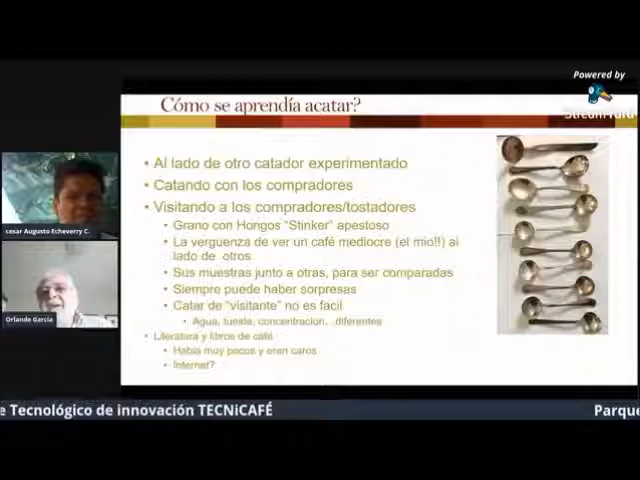 Powered by
StreamYard
Cómo se aprendía acatar?
• Al lado de otro catador experimentado
• Catando con los compradores
• Visitando a los compradores/tostadores
• Grano con Hongos “Stinker” apestoso
• La verguenza de ver un café mediocre (el mio!!) al
lado de otros
• Sus muestras junto a otras, para ser comparadas
• Siempre puede haber sorpresas
• Catar de “visitante” no es facil
• Agua, tueste, concentracion…diferentes
• Literatura y libros de café
• Habia muy pocos y eran caros
• Internet?
cesar Augusto Echeverry C.
Orlando García
e Tecnológico de innovación TECNiCAFÉ
Parque